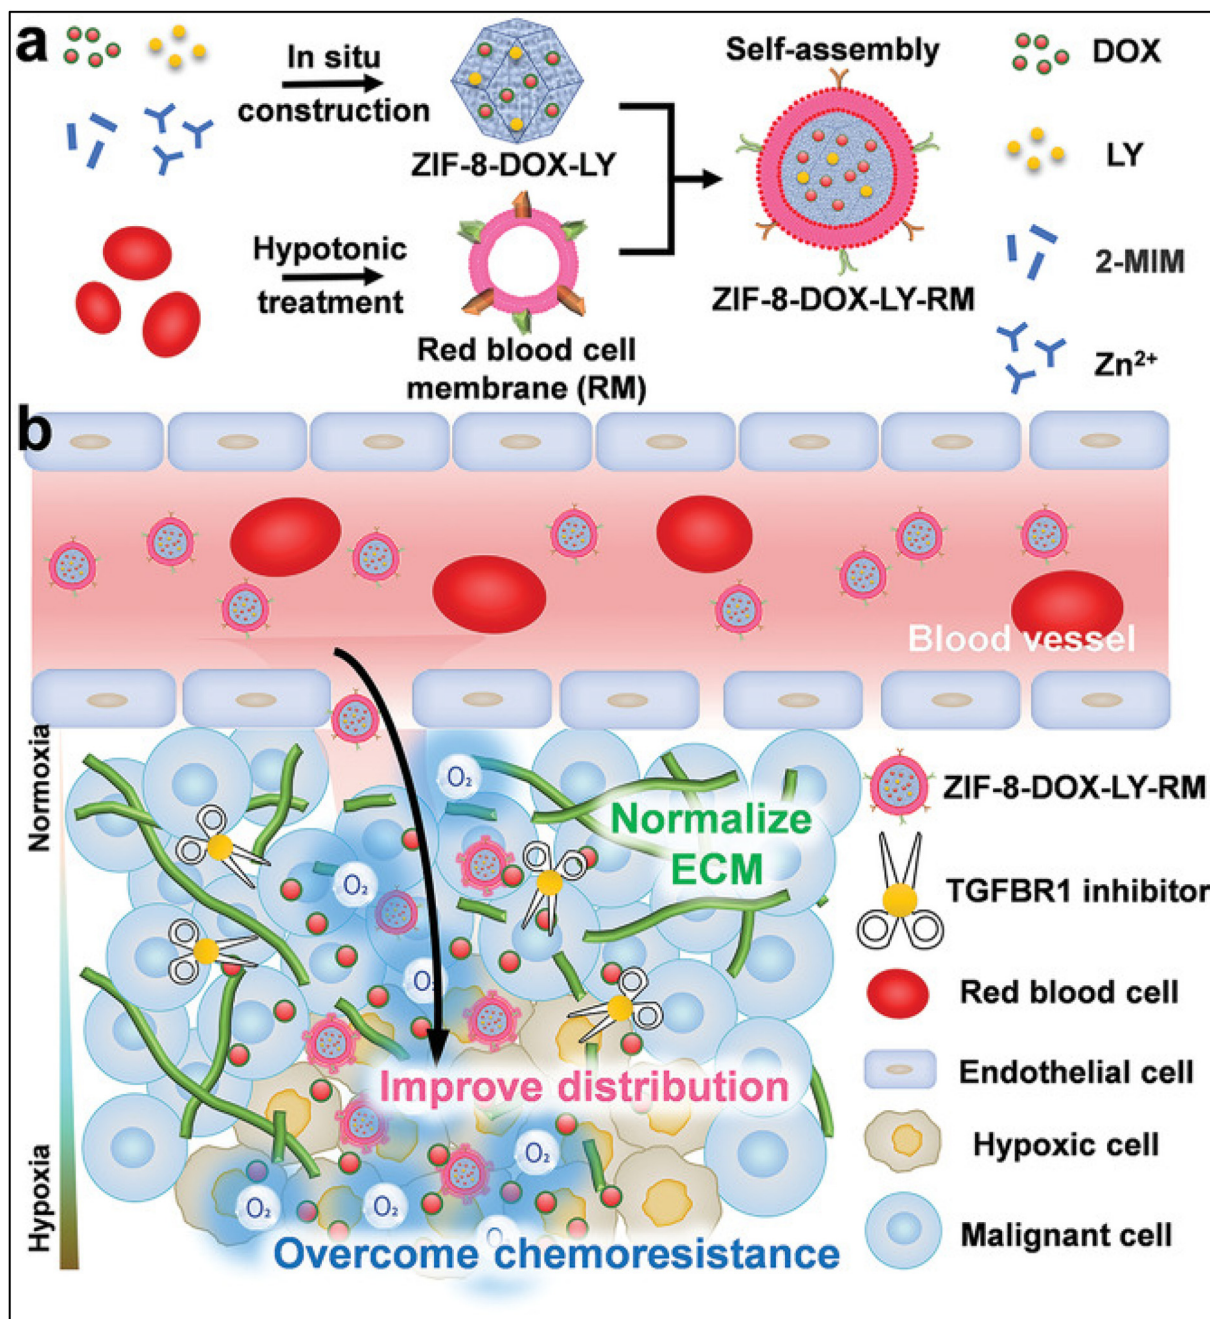 a
In situ
construction
ZIF-8-DOX-LY
Hypotonic
treatment
Red blood cell
membrane (RM)
Self-assembly
ZIF-8-DOX-LY-RM
DOX
LY
2-MIM
Zn²⁺
b
Blood vessel
Normoxia
Hypoxia
O₂
O₂
O₂
O₂
O₂
O₂
O₂
Normalize
ECM
Improve distribution
Overcome chemoresistance
ZIF-8-DOX-LY-RM
TGFBR1 inhibitor
Red blood cell
Endothelial cell
Hypoxic cell
Malignant cell